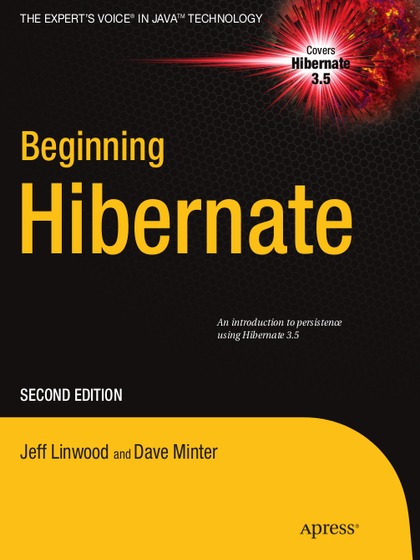 THE EXPERT'S VOICE® IN JAVA™ TECHNOLOGY
Covers
Hibernate
3.5
Beginning
Hibernate
An introduction to persistence
using Hibernate 3.5
SECOND EDITION
Jeff Linwood and Dave Minter
Apress®